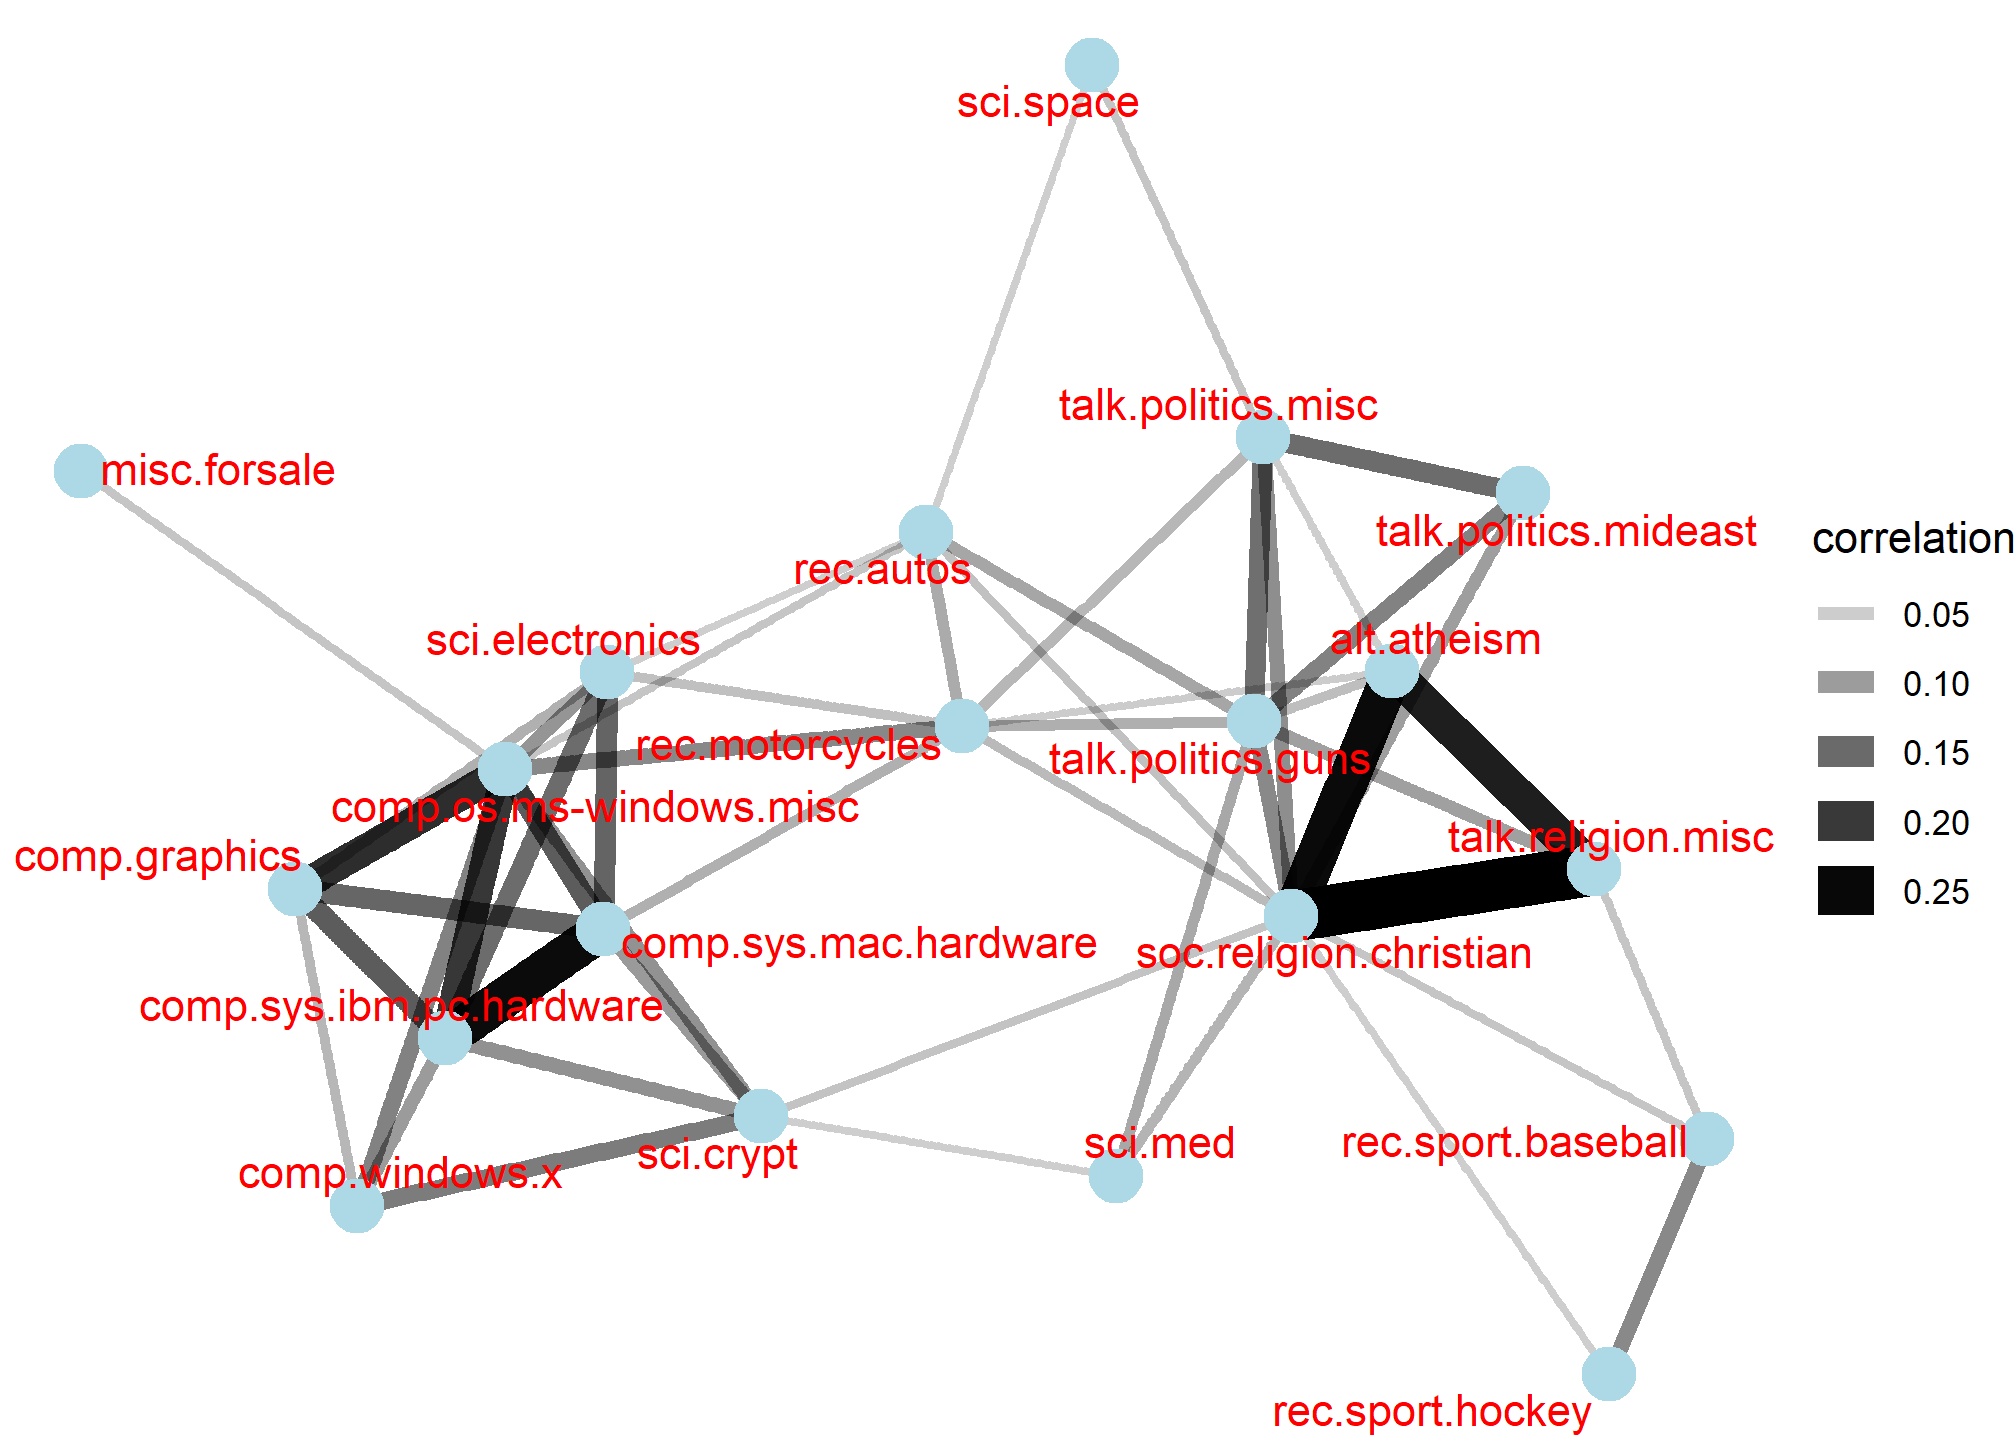 sci.space
talk.politics.misc
misc.forsale
talk.politics.mideast
correlation
rec.autos
0.05
sci.electronics
alt.atheism
0.10
rec.motorcycles
talk.politics.guns
0.15
comp.os.ms-windows.misc
0.20
comp.graphics
talk.religion.misc
0.25
comp.sys.mac.hardware
soc.religion.christian
comp.sys.ibm.pc.hardware
sci.crypt
sci.med
rec.sport.baseball
comp.windows.x
rec.sport.hockey